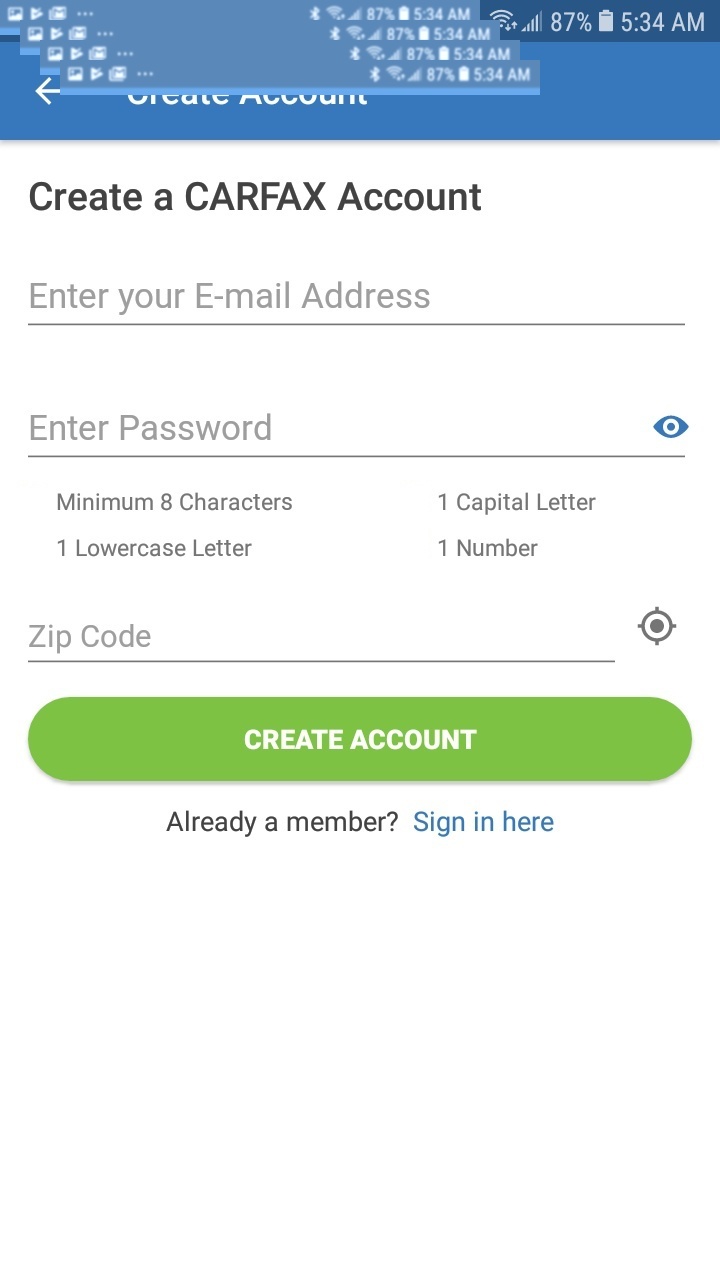 87% 5:34 AM 87% 5:34 AM
87% 5:34 AM
87% 5:34 AM
87% 5:34 AM
Create Account
Create a CARFAX Account
Enter your E-mail Address
Enter Password
Minimum 8 Characters 1 Capital Letter
1 Lowercase Letter 1 Number
Zip Code
CREATE ACCOUNT
Already a member? Sign in here